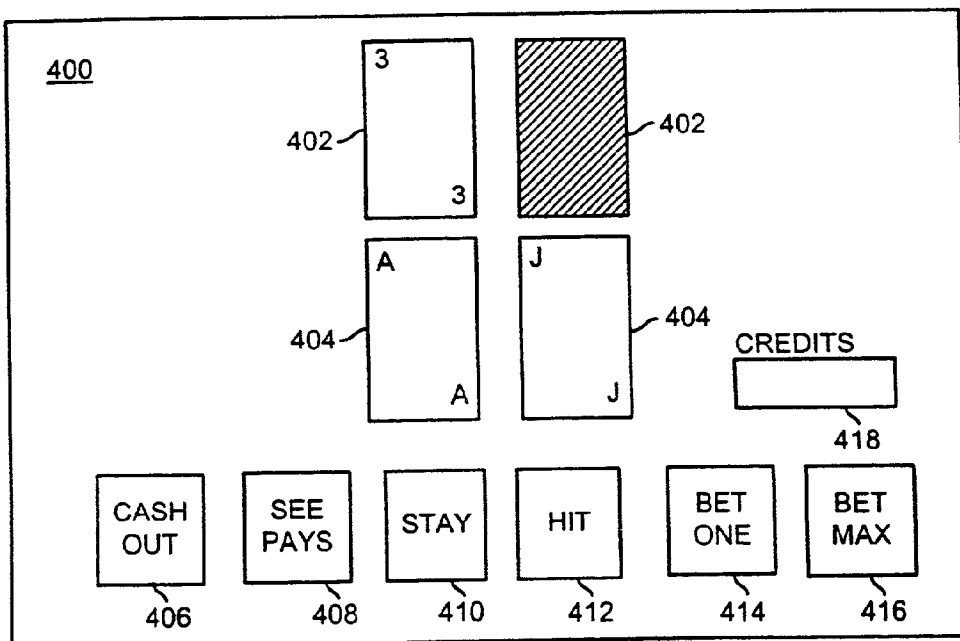 400
3
402
3
402
A
404
A
J
404
J
CREDITS
418
CASH
OUT
406
SEE
PAYS
408
STAY
410
HIT
412
BET
ONE
414
BET
MAX
416